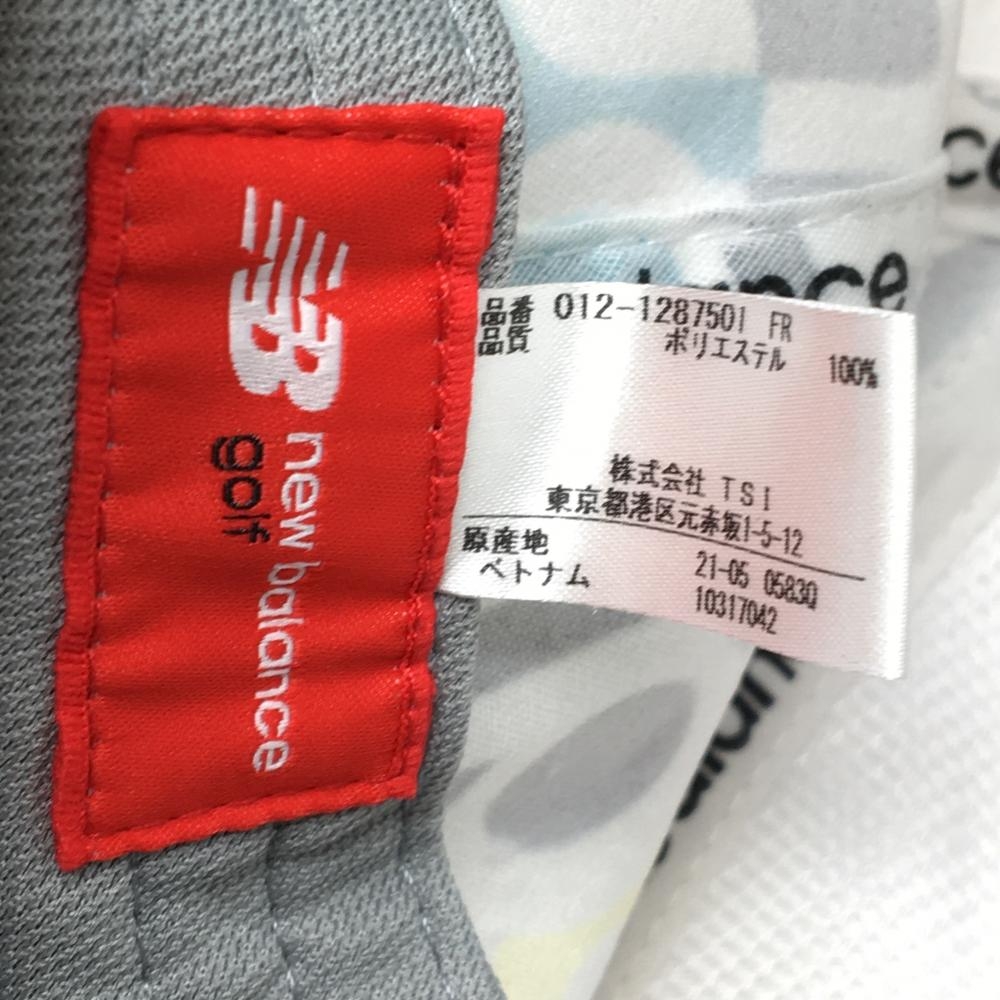 new balance
golf
品番 012-1287501 FR
品質 ポリエステル 100%
株式会社 TSI
東京都港区元赤坂1-5-12
原産地
ベトナム
21-05 0583Q
10317042
ce